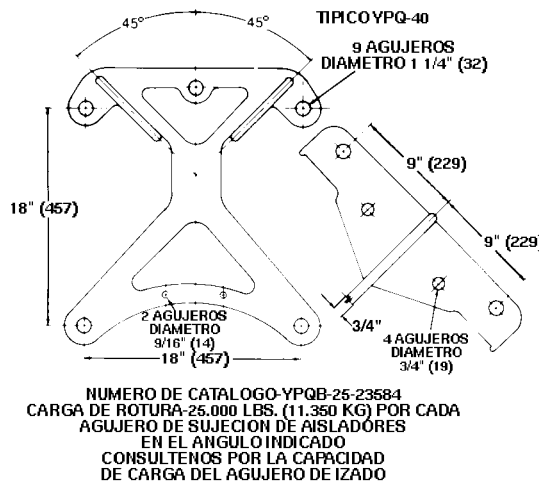 TIPICO YPQ-40
45°
45°
9 AGUJEROS
DIAMETRO 1 1/4" (32)
18" (457)
9" (229)
9" (229)
2 AGUJEROS
DIAMETRO
9/16" (14)
18" (457)
3/4"
4 AGUJEROS
DIAMETRO
3/4" (19)
NUMERO DE CATALOGO-YPQB-25-23584
CARGA DE ROTURA-25.000 LBS. (11.350 KG) POR CADA
AGUJERO DE SUJECION DE AISLADORES
EN EL ANGULO INDICADO
CONSULTENOS POR LA CAPACIDAD
DE CARGA DEL AGUJERO DE IZADO